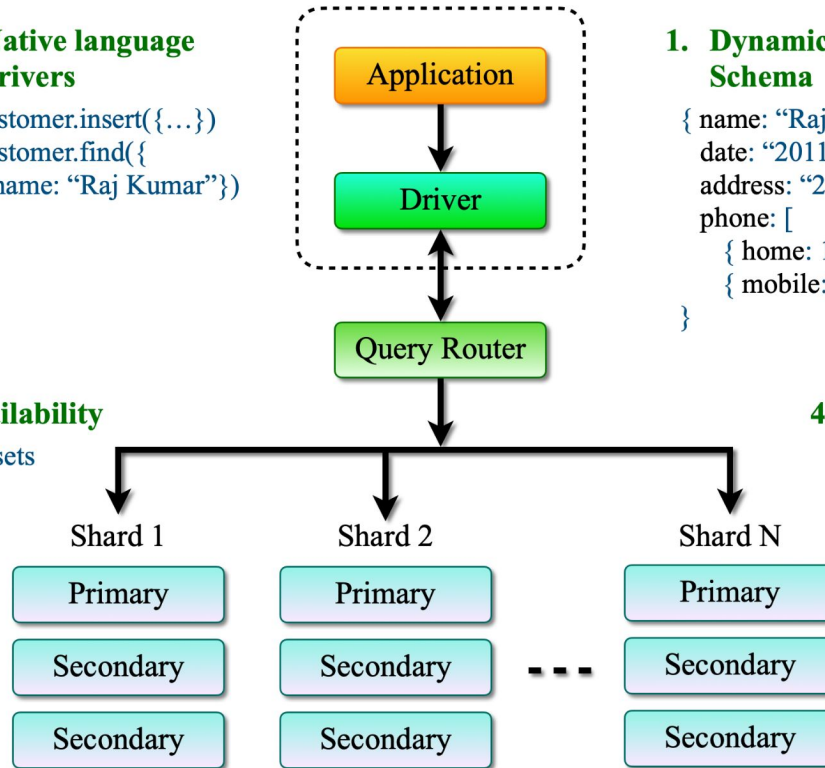 Native language
rivers
stomer.insert({…})
stomer.find({
name: “Raj Kumar”})
Application
Driver
Query Router
1. Dynamic
Schema
{ name: “Raj
date: “2011
address: “2
phone: [
{ home: 1
{ mobile:
}
ilability
sets
4
Shard 1
Shard 2
Shard N
Primary
Primary
Primary
Secondary
Secondary
Secondary
Secondary
Secondary
Secondary